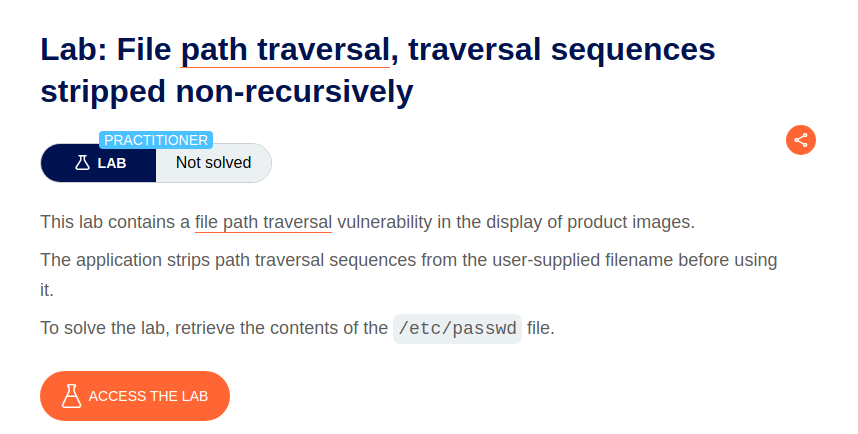 Lab: File path traversal, traversal sequences
stripped non-recursively
PRACTITIONER
LAB
Not solved
This lab contains a file path traversal vulnerability in the display of product images.
The application strips path traversal sequences from the user-supplied filename before using
it.
To solve the lab, retrieve the contents of the /etc/passwd file.
ACCESS THE LAB